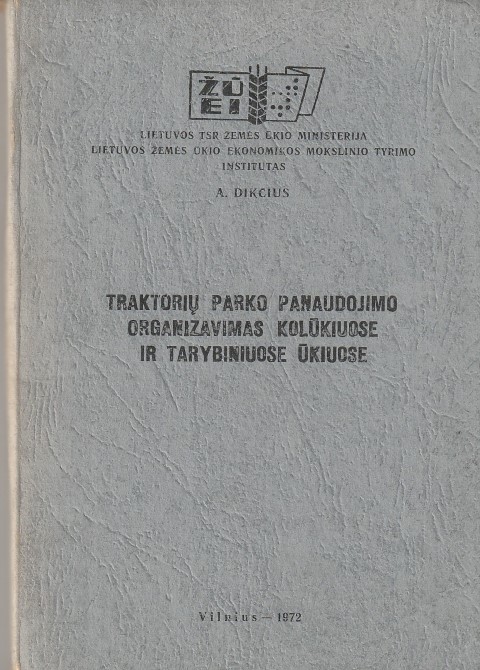 ŽŪ
EI
LIETUVOS TSR ŽEMĖS ŪKIO MINISTERIJA
LIETUVOS ŽEMĖS ŪKIO EKONOMIKOS MOKSLINIO TYRIMO
INSTITUTAS
A. DIKČIUS
TRAKTORIŲ PARKO PANAUDOJIMO
ORGANIZAVIMAS KOLŪKIUOSE
IR TARYBINIUOSE ŪKIUOSE
Vilnius — 1972